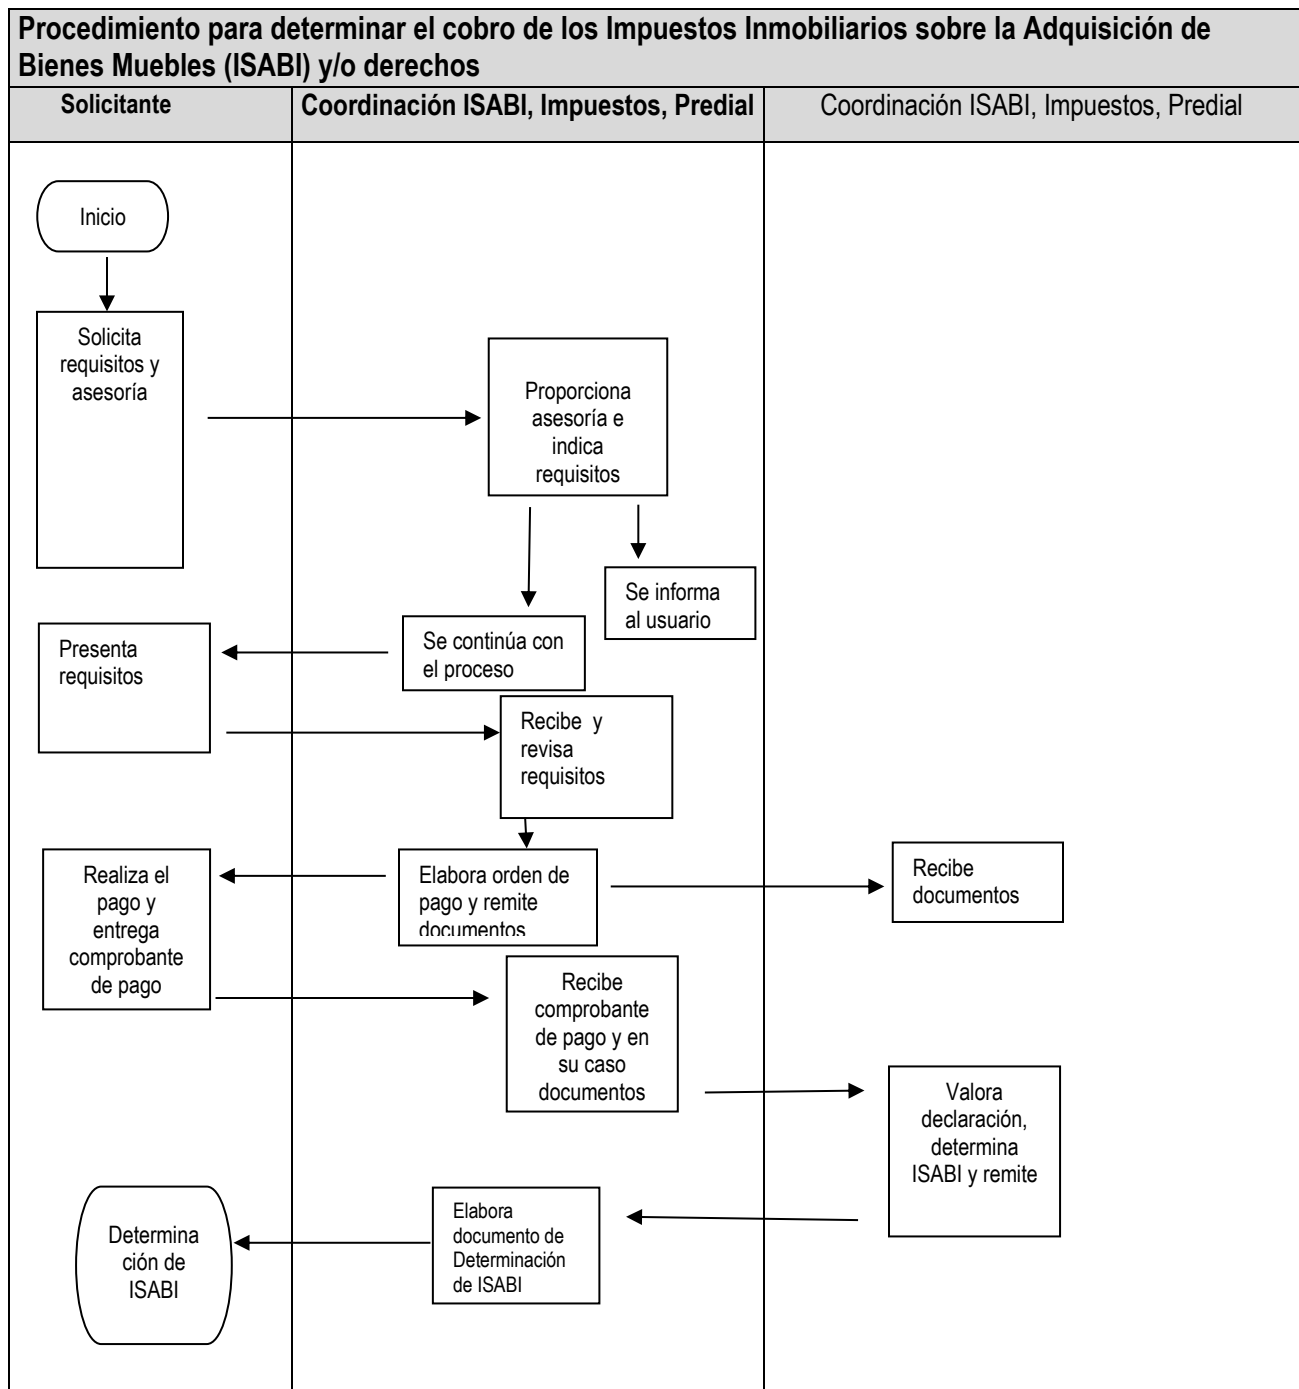 Procedimiento para determinar el cobro de los Impuestos Inmobiliarios sobre la Adquisición de
Bienes Muebles (ISABI) y/o derechos
Solicitante
Coordinación ISABI, Impuestos, Predial
Coordinación ISABI, Impuestos, Predial
Inicio
Solicita
requisitos y
asesoría
Proporciona
asesoría e
indica
requisitos
Se informa
al usuario
Se continúa con
el proceso
Presenta
requisitos
Recibe y
revisa
requisitos
Elabora orden de
pago y remite
documentos
Realiza el
pago y
entrega
comprobante
de pago
Recibe
documentos
Recibe
comprobante
de pago y en
su caso
documentos
Valora
declaración,
determina
ISABI y remite
Elabora
documento de
Determinación
de ISABI
Determina
ción de
ISABI